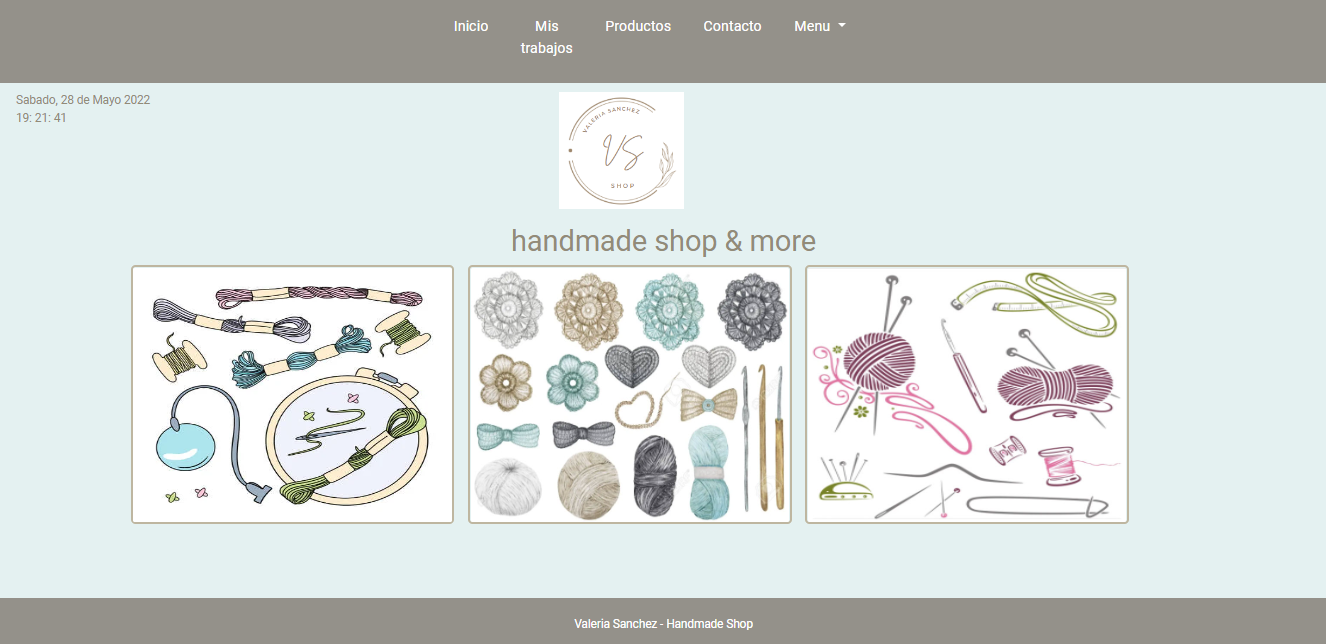 Inicio
Mis
trabajos
Productos
Contacto
Menu
Sabado, 28 de Mayo 2022
19: 21: 41
VALERIA SANCHEZ
VS
SHOP
handmade shop & more
Valeria Sanchez - Handmade Shop